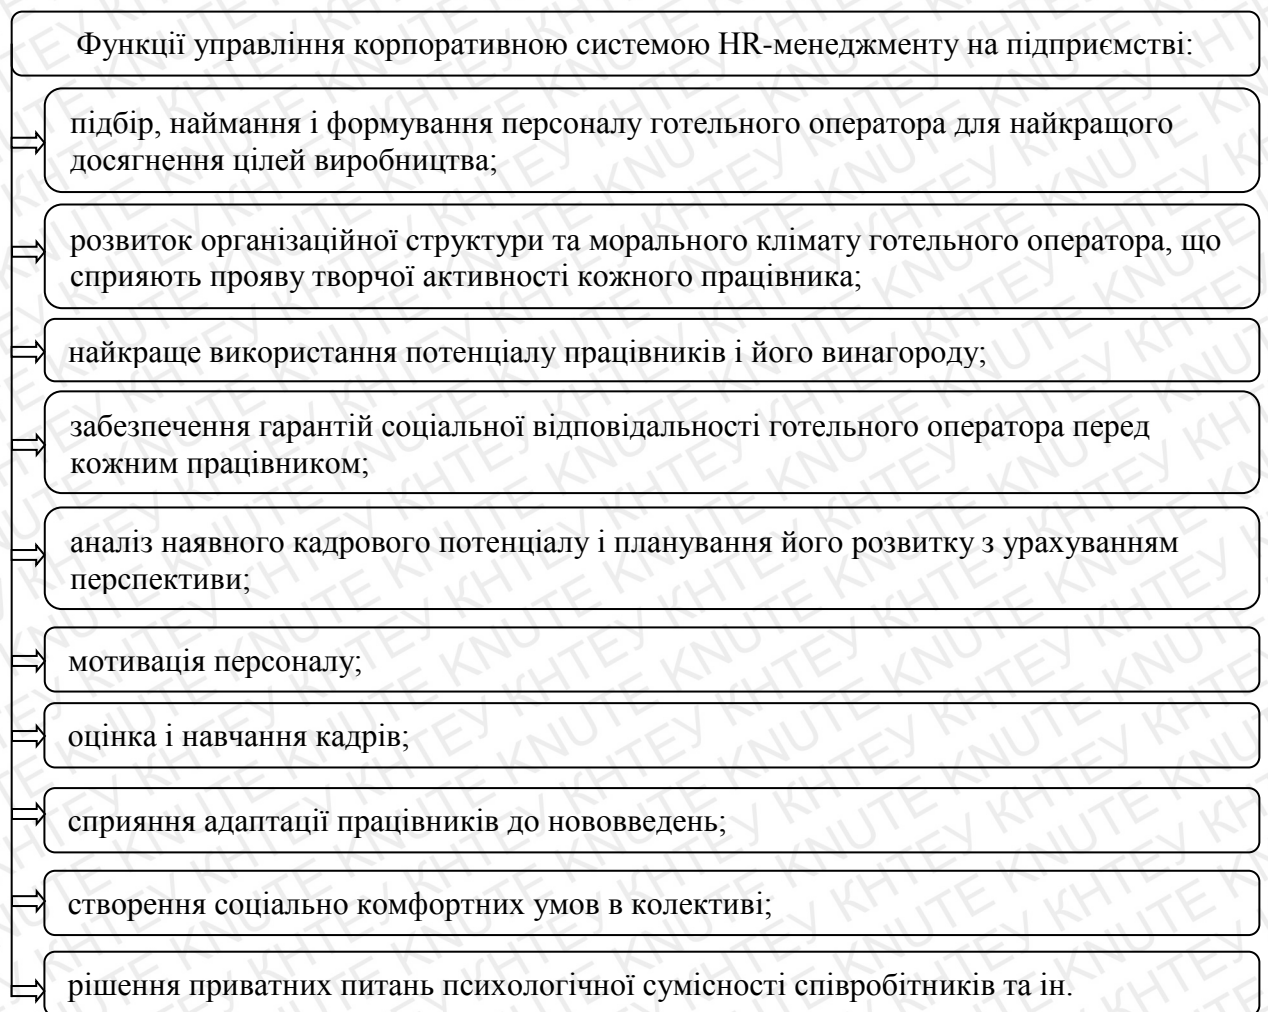 Функції управління корпоративною системою HR-менеджменту на підприємстві:
підбір, наймання і формування персоналу готельного оператора для найкращого
досягнення цілей виробництва;
розвиток організаційної структури та морального клімату готельного оператора, що
сприяють прояву творчої активності кожного працівника;
найкраще використання потенціалу працівників і його винагороду;
забезпечення гарантій соціальної відповідальності готельного оператора перед
кожним працівником;
аналіз наявного кадрового потенціалу і планування його розвитку з урахуванням
перспективи;
мотивація персоналу;
оцінка і навчання кадрів;
сприяння адаптації працівників до нововведень;
створення соціально комфортних умов в колективі;
рішення приватних питань психологічної сумісності співробітників та ін.